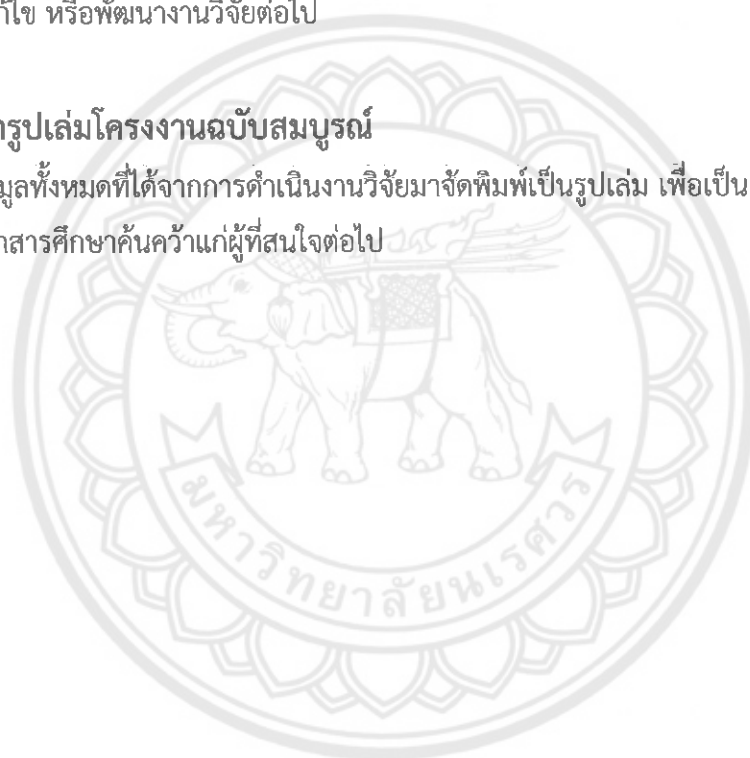 ก้ไข หรือพัฒนางานวิจัยต่อไป
ารูปเล่มโครงงานฉบับสมบูรณ์
มูลทั้งหมดที่ได้จากการดำเนินงานวิจัยมาจัดพิมพ์เป็นรูปเล่ม เพื่อเป็น
กสารศึกษาค้นคว้าแก่ผู้ที่สนใจต่อไป
มหาวิทยาลัยนเรศวร